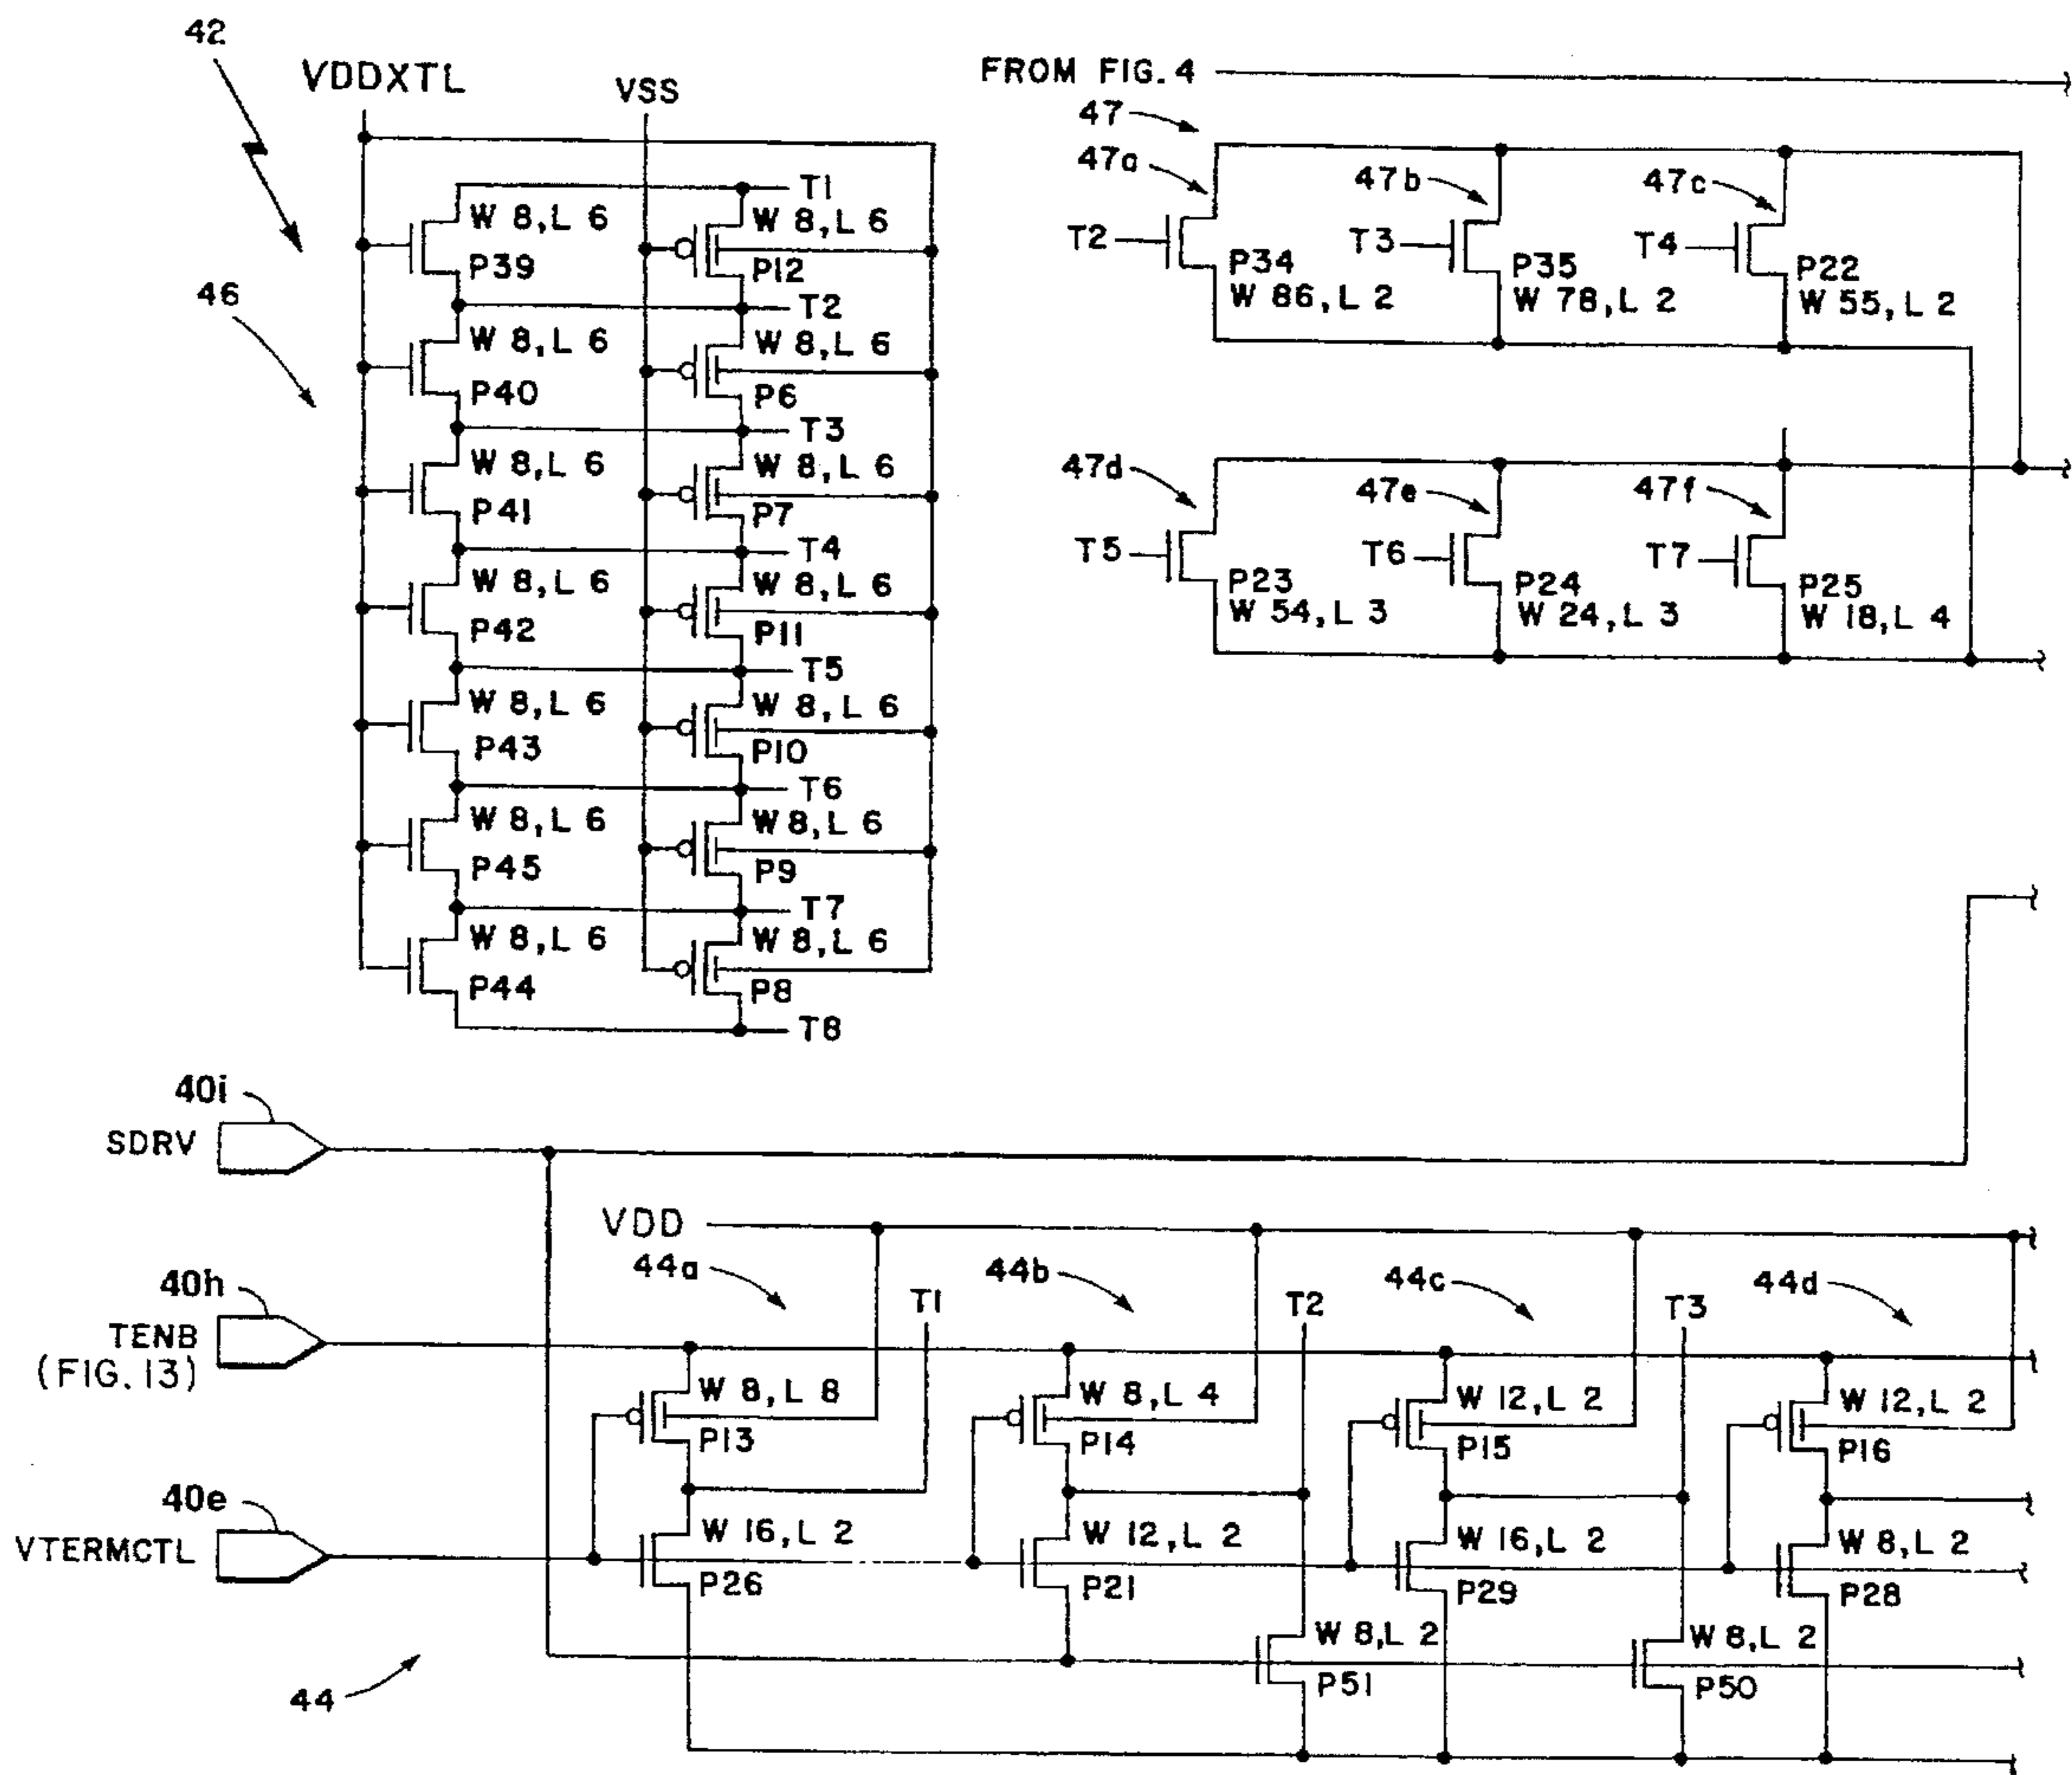 42
VDDXTL
VSS
FROM FIG. 4
47
47a
47b
47c
T1
W 8, L 6
W 8, L 6
P39
P12
T2
T3
T4
P34
W 86, L 2
P35
W 78, L 2
P22
W 55, L 2
46
T2
W 8, L 6
W 8, L 6
P40
P6
T3
W 8, L 6
W 8, L 6
P41
P7
47d
47e
47f
T4
T5
T6
T7
W 8, L 6
W 8, L 6
P42
P11
P23
W 54, L 3
P24
W 24, L 3
P25
W 18, L 4
T5
W 8, L 6
W 8, L 6
P43
P10
T6
W 8, L 6
W 8, L 6
P45
P9
T7
W 8, L 6
W 8, L 6
P44
P8
T8
40i
SDRV
VDD
44a
44b
44c
44d
40h
TENB
(FIG. 13)
T1
T2
T3
W 8, L 8
P13
W 8, L 4
P14
W 12, L 2
P15
W 12, L 2
P16
40e
VTERMCTL
W 16, L 2
P26
W 12, L 2
P21
W 16, L 2
P29
W 8, L 2
P28
44
W 8, L 2
P51
W 8, L 2
P50